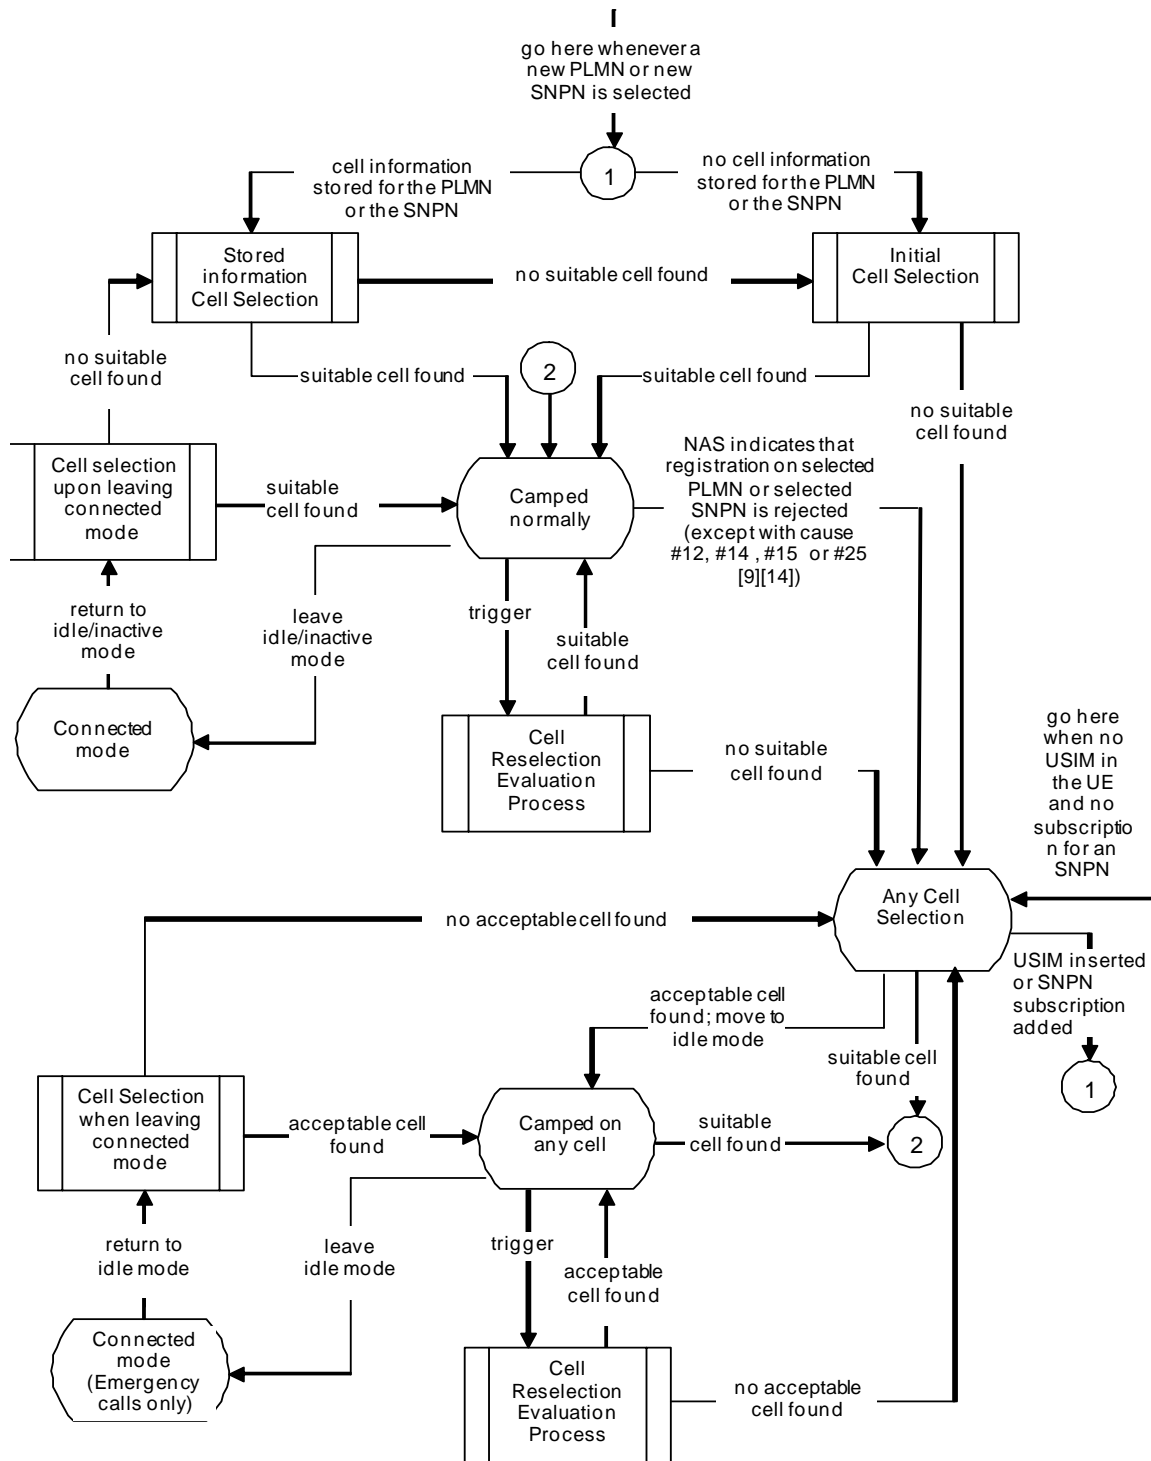 go here whenever a
new PLMN or new
SNPN is selected
1
cell information
stored for the PLMN
or the SNPN
no cell information
stored for the PLMN
or the SNPN
Stored
information
Cell Selection
no suitable cell found
Initial
Cell Selection
no suitable
cell found
suitable cell found
2
suitable cell found
no suitable
cell found
Cell selection
upon leaving
connected
mode
suitable
cell found
Camped
normally
NAS indicates that
registration on selected
PLMN or selected
SNPN is rejected
(except with cause
#12, #14 , #15 or #25
[9][14])
return to
idle/inactive
mode
leave
idle/inactive
mode
trigger
suitable
cell found
Connected
mode
Cell
Reselection
Evaluation
Process
no suitable
cell found
go here
when no
USIM in
the UE
and no
subscriptio
n for an
SNPN
Any Cell
Selection
no acceptable cell found
USIM inserted
or SNPN
subscription
added
1
acceptable cell
found; move to
idle mode
suitable cell
found
2
Cell Selection
when leaving
connected
mode
acceptable cell
found
Camped on
any cell
suitable
cell found
return to
idle mode
leave
idle mode
trigger
acceptable
cell found
Connected
mode
(Emergency
calls only)
Cell
Reselection
Evaluation
Process
no acceptable
cell found